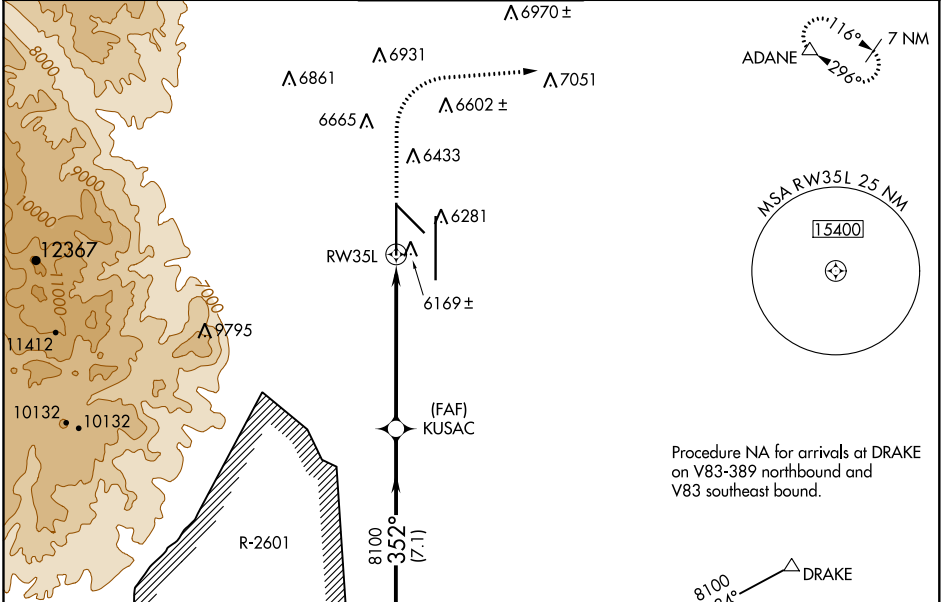 6970 ±
8000
6931
116°
7 NM
ADANE
296°
6861
7051
6602 ±
6665
6433
9000
10000
MSA RW35L 25 NM
6281
15400
12367
RW35L
11000
7000
6169 ±
9795
11412
10132
10132
(FAF)
KUSAC
Procedure NA for arrivals at DRAKE
on V83-389 northbound and
V83 southeast bound.
R-2601
8100
352°
(7.1)
DRAKE
8100